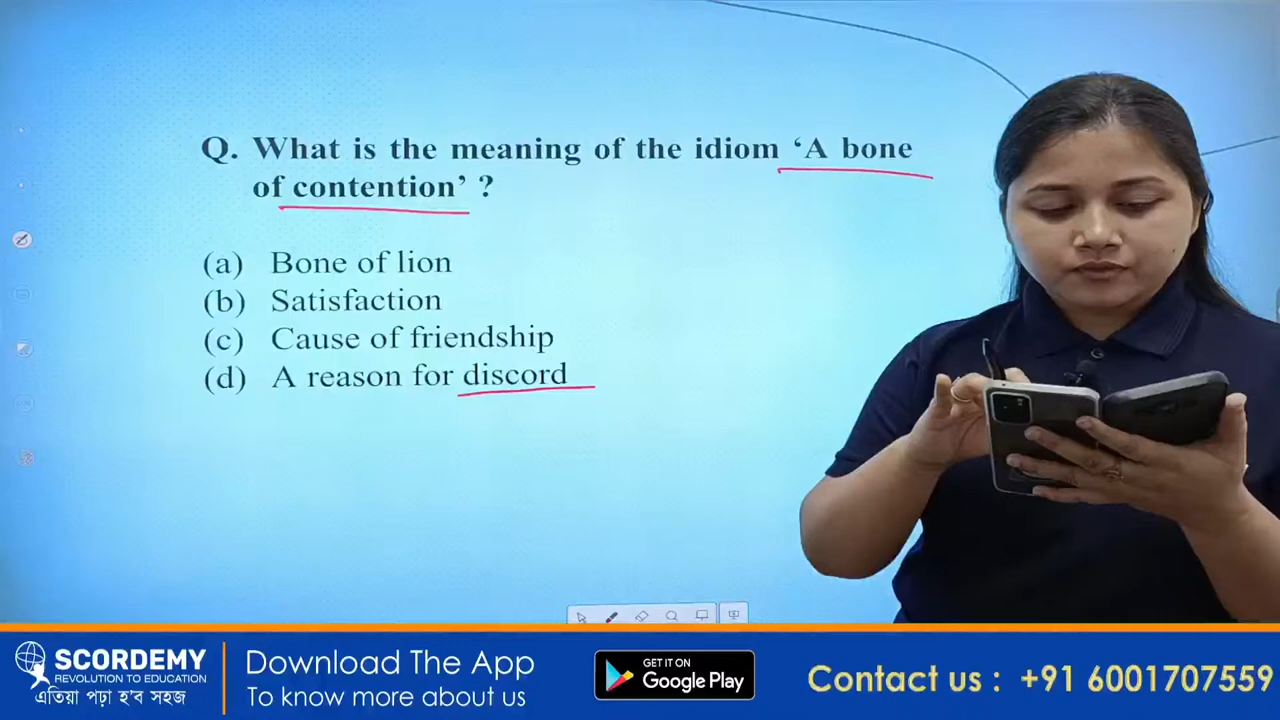 Q. What is the meaning of the idiom ‘A bone
of contention’ ?
(a) Bone of lion
(b) Satisfaction
(c) Cause of friendship
(d) A reason for discord
SCORDEMY
REVOLUTION TO EDUCATION
এতিয়া পঢ়া হ'ব সহজ
Download The App
To know more about us
GET IT ON
Google Play
Contact us : +91 6001707559